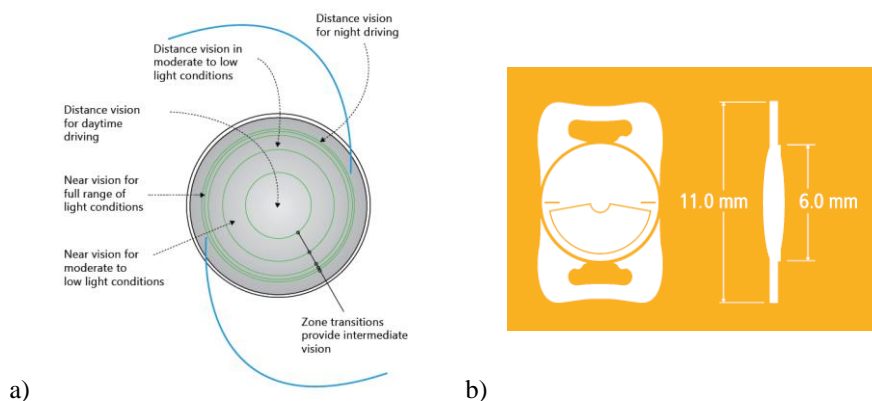 Distance vision
for night driving
Distance vision in
moderate to low
light conditions
Distance vision
for daytime
driving
Near vision for
full range of
light conditions
Near vision for
moderate to
low light conditions
Zone transitions
provide intermediate
vision
a)
11.0 mm
6.0 mm
b)